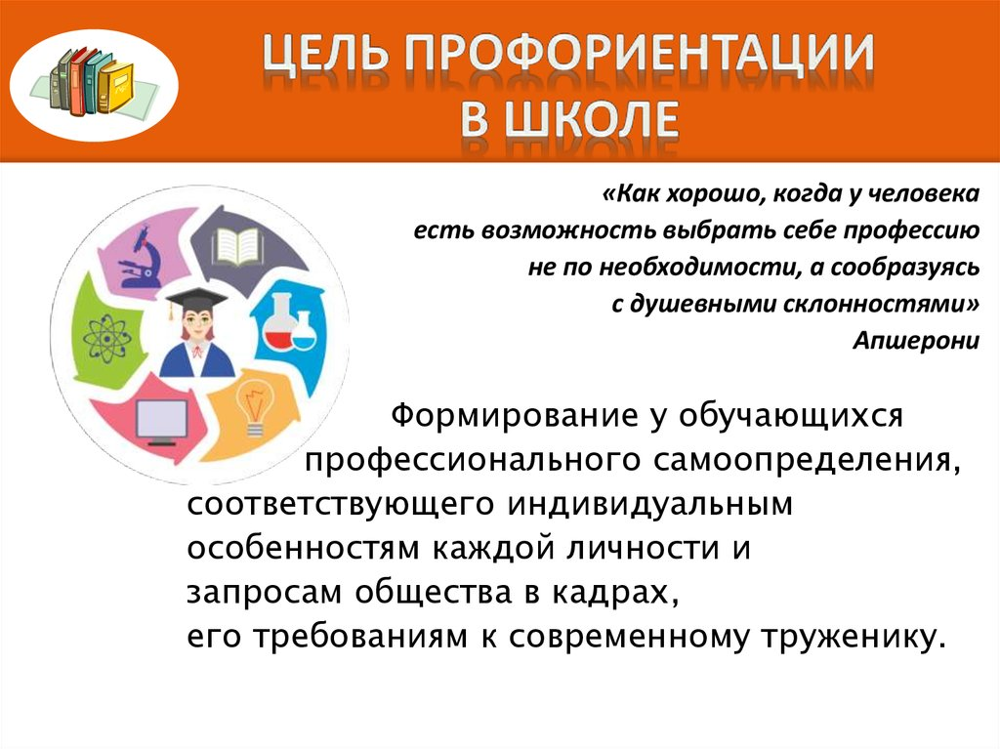 ЦЕЛЬ ПРОФОРИЕНТАЦИИ
В ШКОЛЕ
«Как хорошо, когда у человека
есть возможность выбрать себе профессию
не по необходимости, а сообразуясь
с душевными склонностями»
Апшерони
Формирование у обучающихся
профессионального самоопределения,
соответствующего индивидуальным
особенностям каждой личности и
запросам общества в кадрах,
его требованиям к современному труженику.